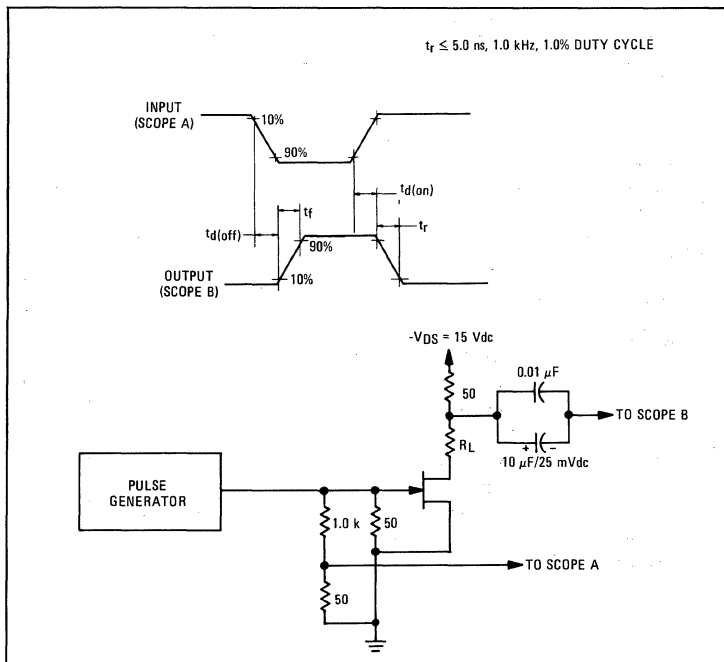 tr ≤ 5.0 ns, 1.0 kHz, 1.0% DUTY CYCLE
INPUT
(SCOPE A)
10%
90%
td(on)
tf
tr
td(off)
90%
10%
OUTPUT
(SCOPE B)
-VDS = 15 Vdc
0.01 μF
50
TO SCOPE B
RL
+ −
10 μF/25 mVdc
PULSE
GENERATOR
1.0 k
50
TO SCOPE A
50